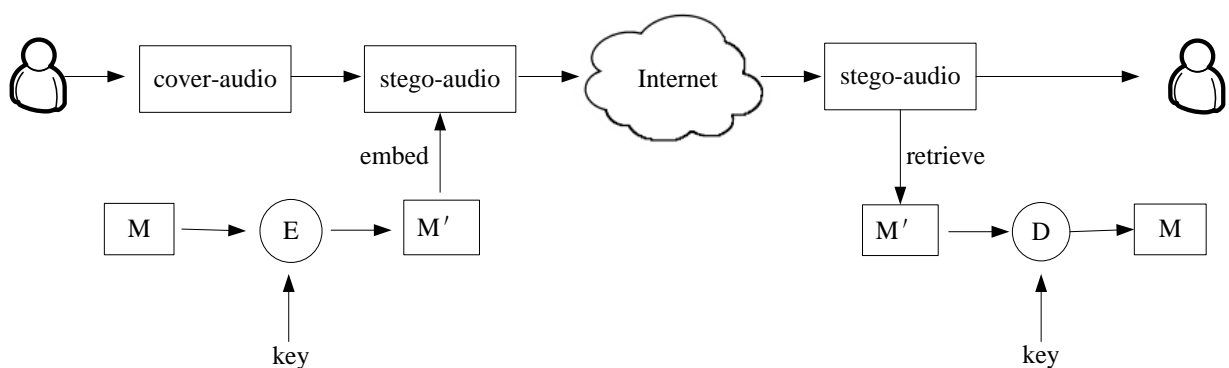 cover-audio
stego-audio
Internet
stego-audio
embed
retrieve
M
E
M′
M′
D
M
key
key